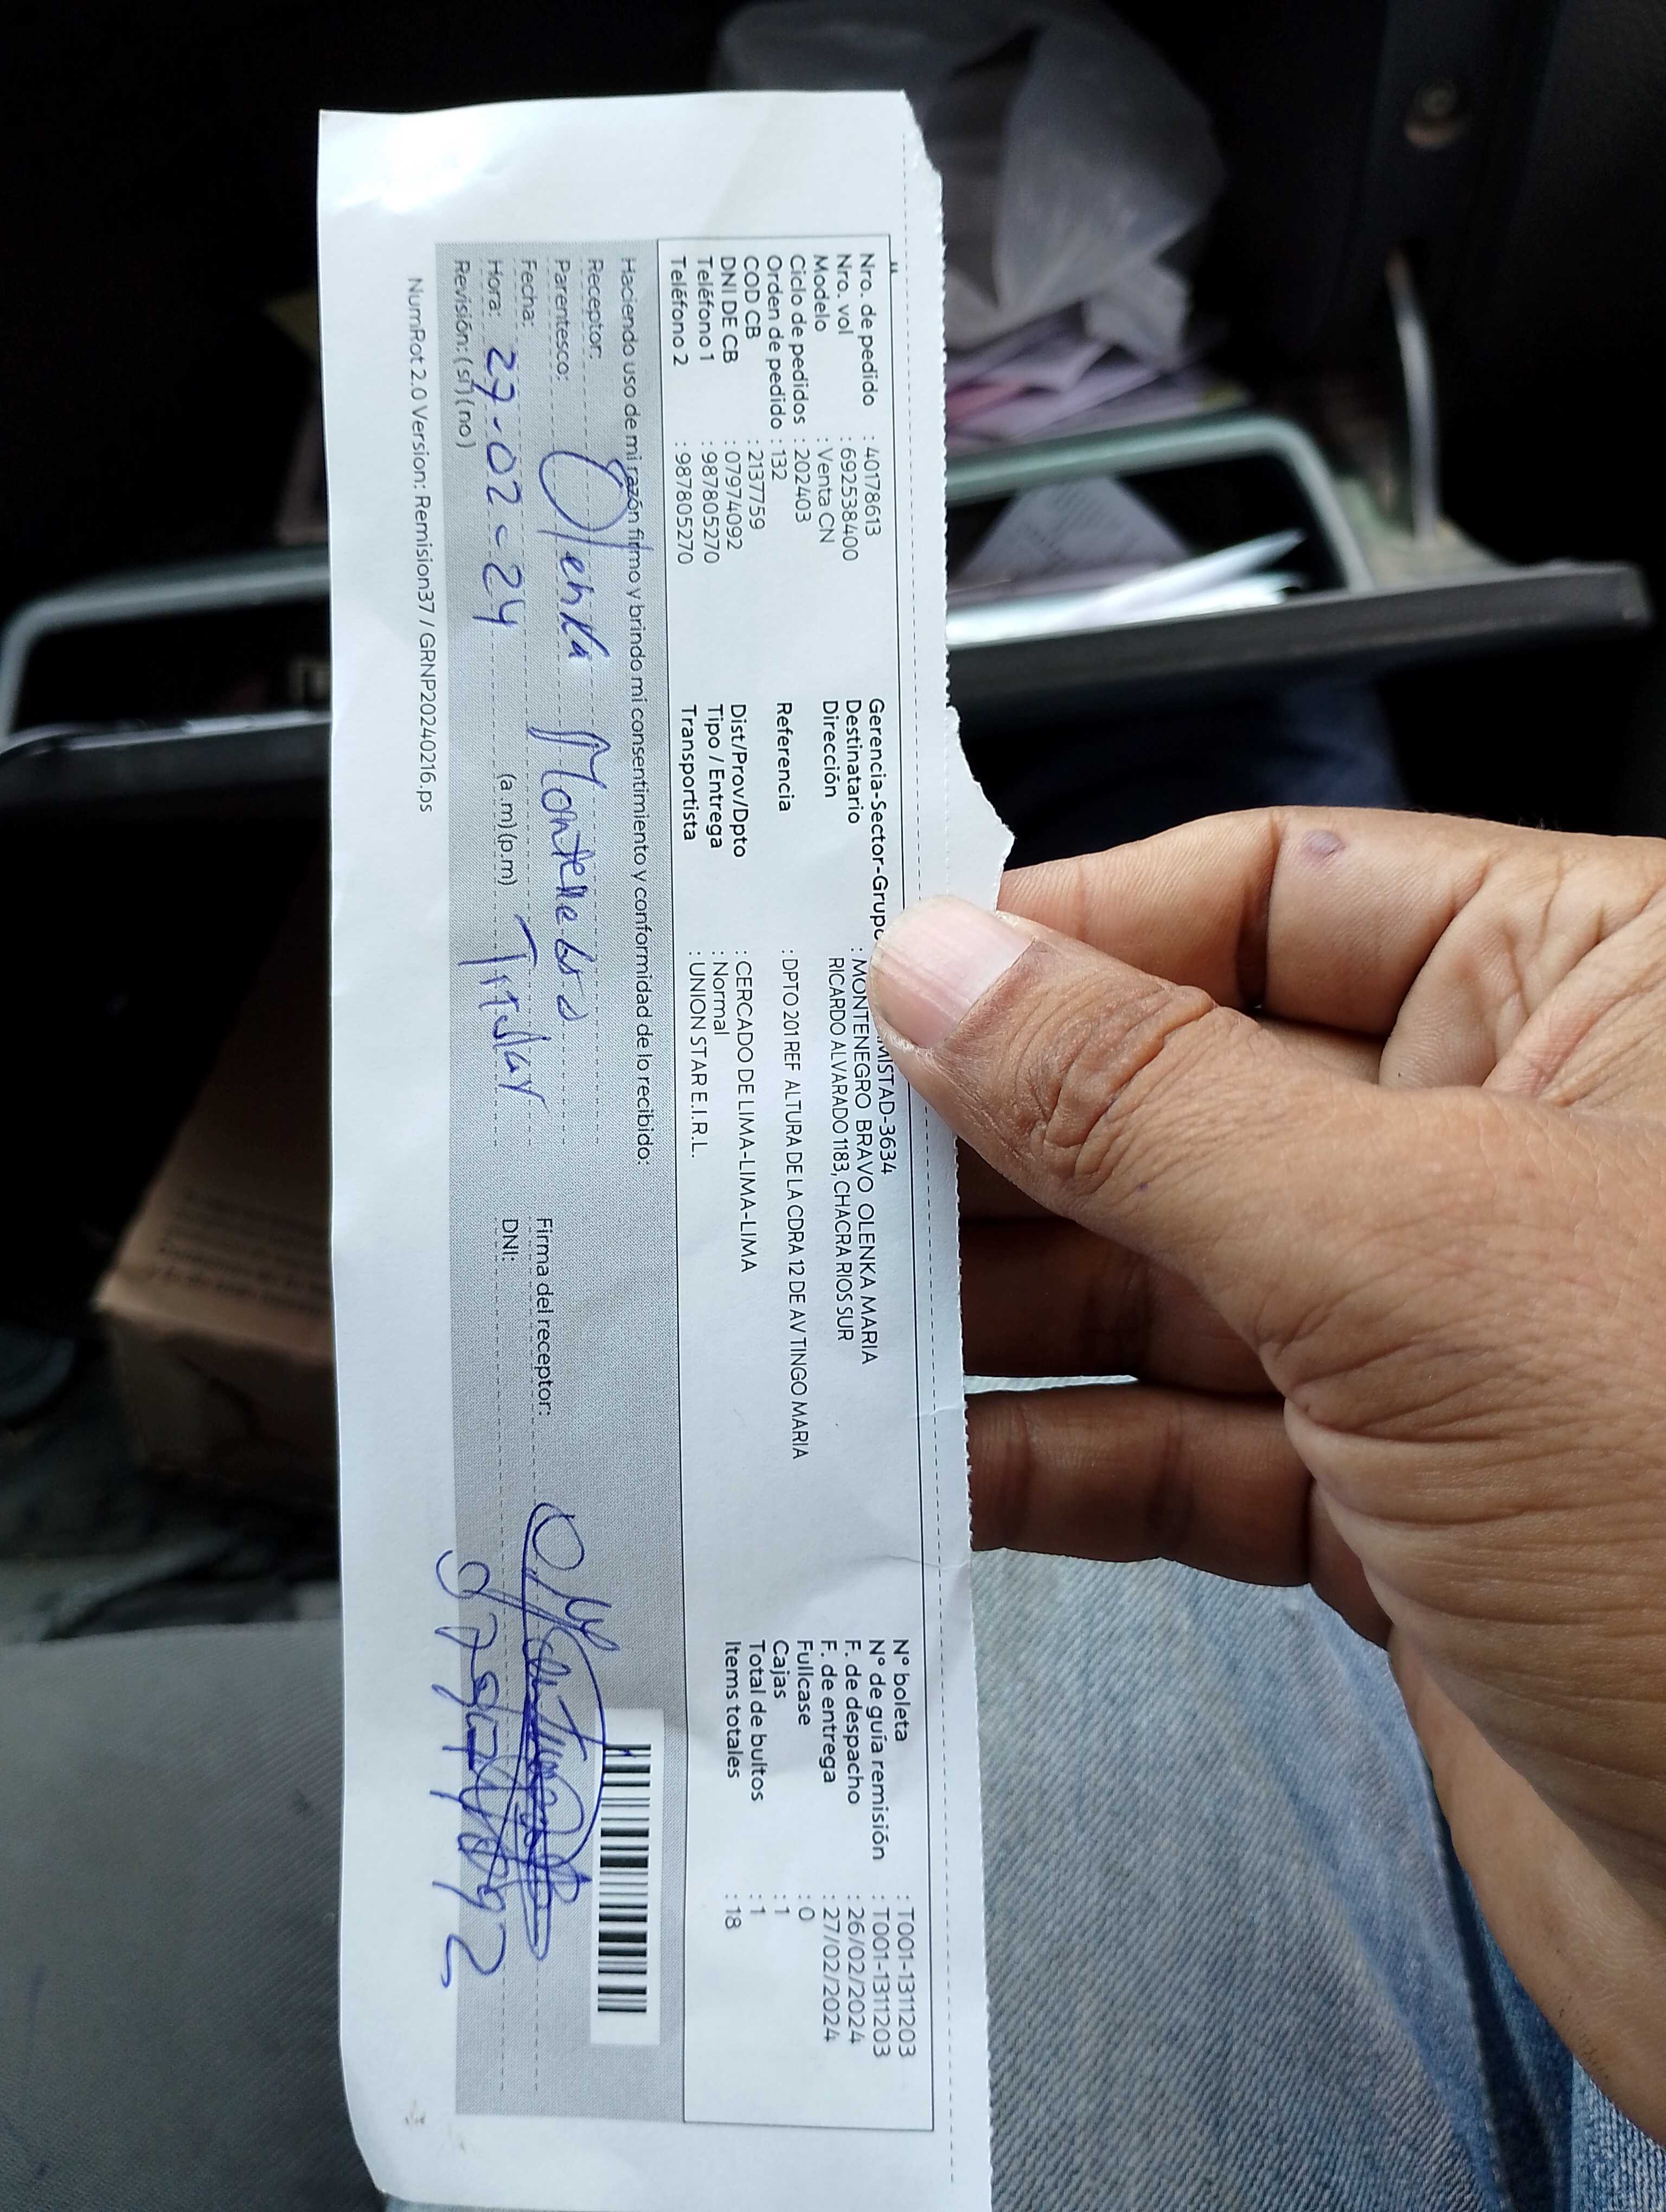 Nro. de pedido : 40178613
Nro. vol : 692538400
Modelo : Venta CN
Ciclo de pedidos : 202403
Orden de pedido : 132
COD CB : 2137759
DNI DE CB : 07974092
Teléfono 1 : 987805270
Teléfono 2 : 987805270
Gerencia-Sector-Grupo MISTAD-3634
Destinatario : MONTENEGRO BRAVO OLENKA MARIA
Dirección RICARDO ALVARADO 1183, CHACRA RIOS SUR
Referencia : DPTO 201 REF ALTURA DE LA CDRA 12 DE AV TINGO MARIA
Dist/Prov/Dpto : CERCADO DE LIMA-LIMA-LIMA
Tipo / Entrega : Normal
Transportista : UNION STAR E.I.R.L.
N° boleta : T001-1311203
N° de guía remisión : T001-1311203
F. de despacho : 26/02/2024
F. de entrega : 27/02/2024
Fullcase : 0
Cajas : 1
Total de bultos : 1
Items totales : 18
Haciendo uso de mi razón firmo y brindo mi consentimiento y conformidad de lo recibido:
Receptor:
Parentesco: Olenka
Fecha: Titular
Hora: 27-02-24 (a.m) (p.m)
Revisión: (si) (no)
Firma del receptor:
DNI:
NumRot 2.0 Version: Remision37 / GRNP20240216.ps